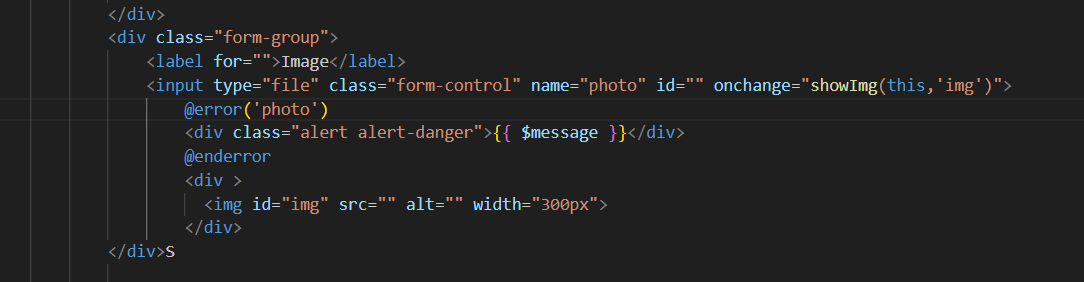 </div>
<div class="form-group">
<label for="">Image</label>
<input type="file" class="form-control" name="photo" id="" onchange="showImg(this,'img')">
@error('photo')
<div class="alert alert-danger">{{ $message }}</div>
@enderror
<div >
<img id="img" src="" alt="" width="300px">
</div>
</div>S